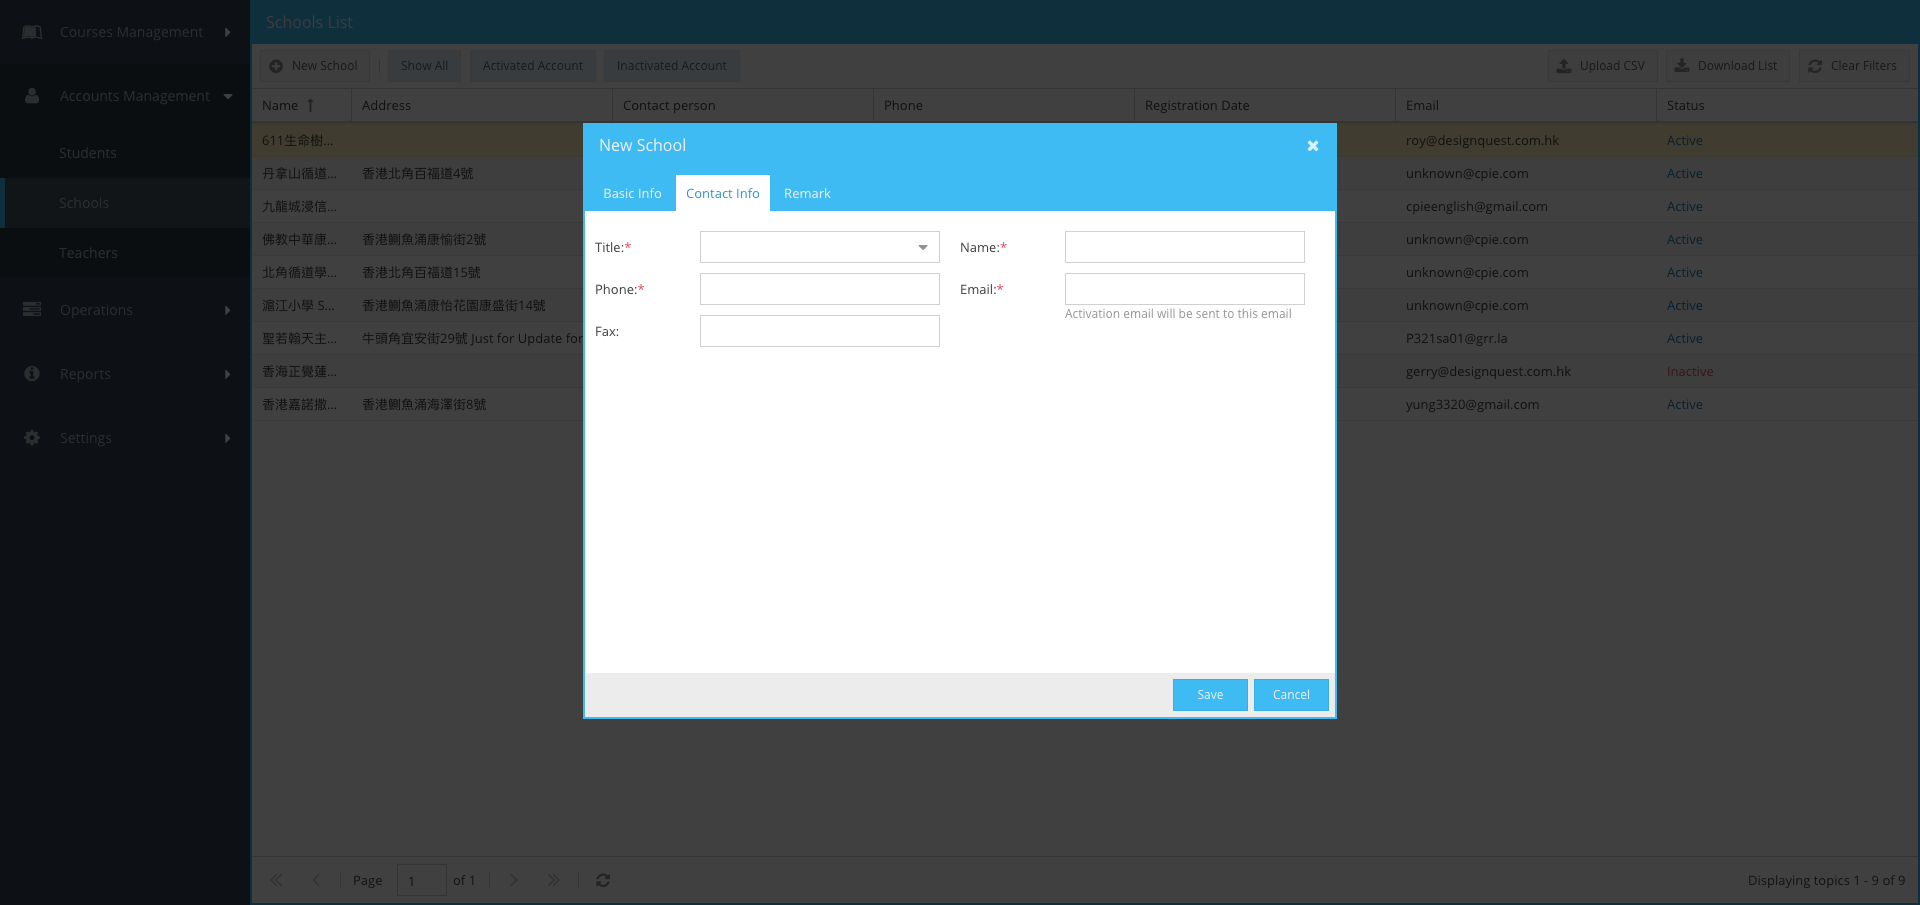 Courses Management
Accounts Management
Students
Schools
Teachers
Operations
Reports
Settings
Schools List
New School
Show All
Activated Account
Inactivated Account
Upload CSV
Download List
Clear Filters
Name Address Contact person Phone Registration Date Email Status
611生命樹... roy@designquest.com.hk Active
丹拿山循道... 香港北角百福道4號 unknown@cpie.com Active
九龍城浸信... cpieenglish@gmail.com Active
佛教中華康... 香港鰂魚涌康愉街2號 unknown@cpie.com Active
北角循道學... 香港北角百福道15號 unknown@cpie.com Active
滬江小學 S... 香港鰂魚涌康怡花園康盛街14號 unknown@cpie.com Active
聖若翰天主... 牛頭角宜安街29號 Just for Update for P321sa01@grr.la Active
香海正覺蓮... gerry@designquest.com.hk Inactive
香港嘉諾撒... 香港鰂魚涌海澤街8號 yung3320@gmail.com Active
New School
Basic Info
Contact Info
Remark
Title:*
Name:*
Phone:*
Email:*
Activation email will be sent to this email
Fax:
Save
Cancel
Page 1 of 1
Displaying topics 1 - 9 of 9